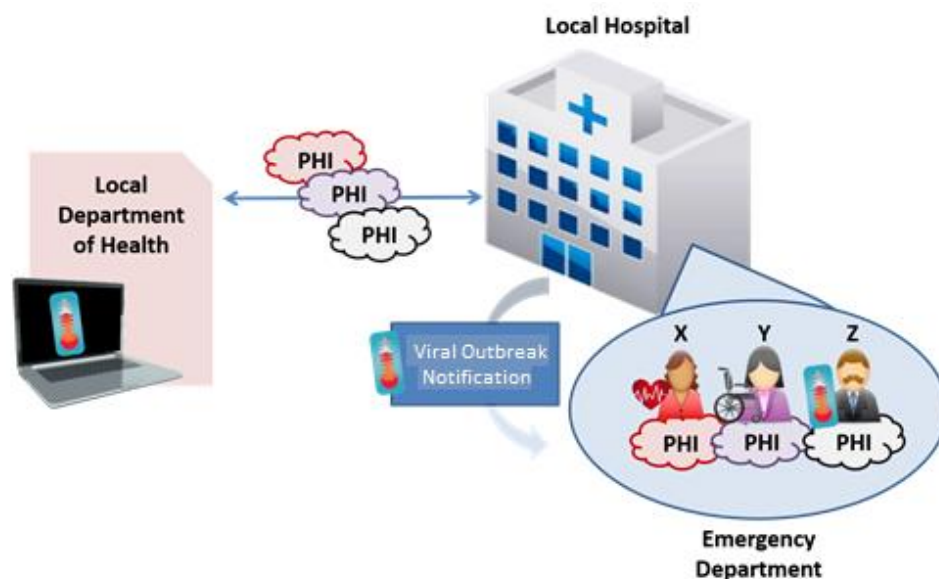 Local Hospital
Local
Department
of Health
PHI
PHI
PHI
Viral Outbreak
Notification
X Y Z
PHI PHI PHI
Emergency
Department